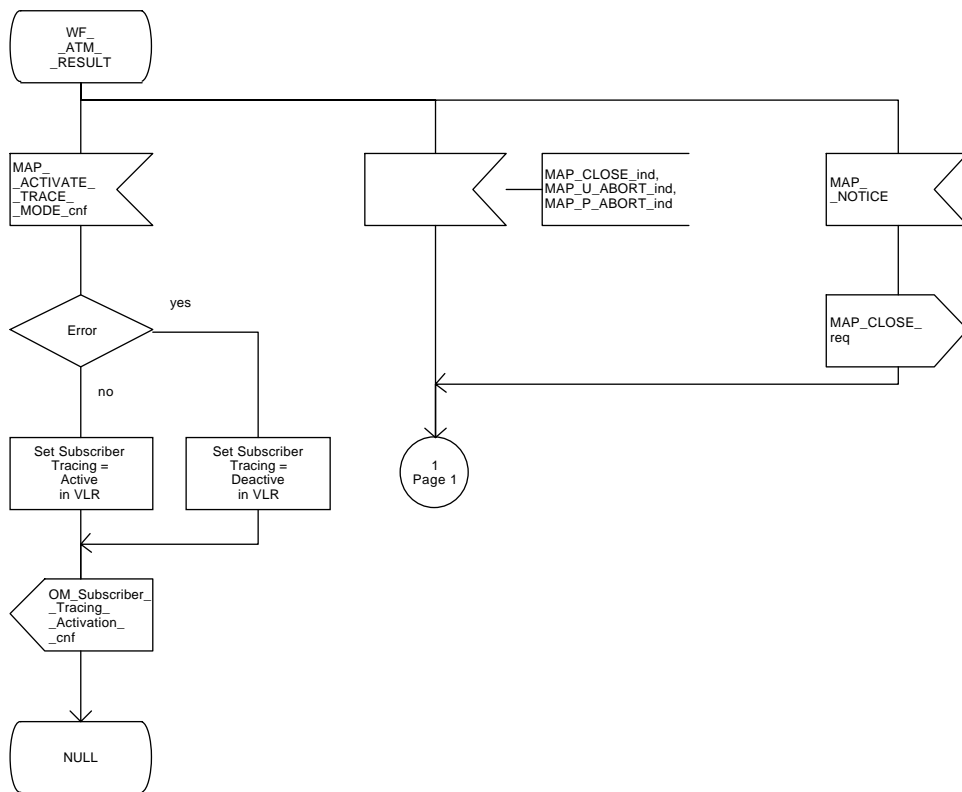 WF_
_ATM_
_RESULT
MAP_
_ACTIVATE_
_TRACE_
_MODE_cnf
MAP_CLOSE_ind,
MAP_U_ABORT_ind,
MAP_P_ABORT_ind
MAP_
_NOTICE
yes
Error
MAP_CLOSE_
req
no
Set Subscriber
Tracing =
Active
in VLR
Set Subscriber
Tracing =
Deactive
in VLR
1
Page 1
OM_Subscriber_
_Tracing_
_Activation_
_cnf
NULL